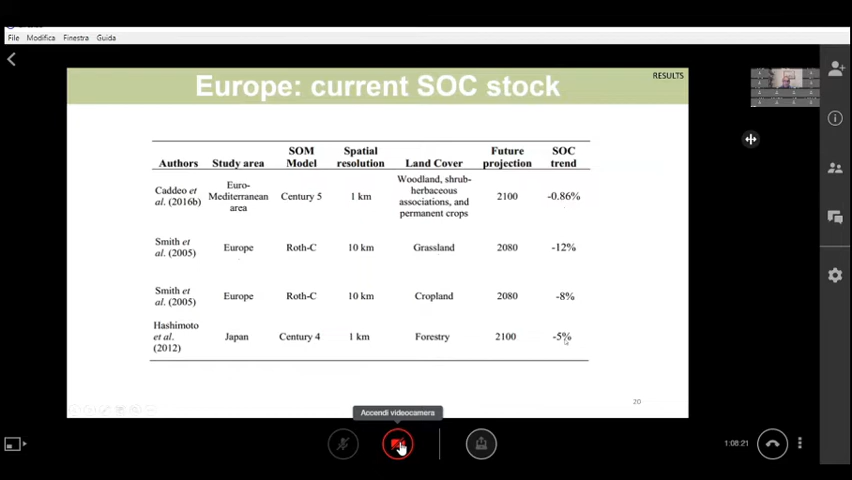 File Modifica Finestra Guida
Europe: current SOC stock
RESULTS
Authors Study area SOM Model Spatial resolution Land Cover Future projection SOC trend
Caddeo et al. (2016b) Euro-Mediterranean area Century 5 1 km Woodland, shrub-herbaceous associations, and permanent crops 2100 -0.86%
Smith et al. (2005) Europe Roth-C 10 km Grassland 2080 -12%
Smith et al. (2005) Europe Roth-C 10 km Cropland 2080 -8%
Hashimoto et al. (2012) Japan Century 4 1 km Forestry 2100 -5%
20
Accendi videocamera
1:08:21